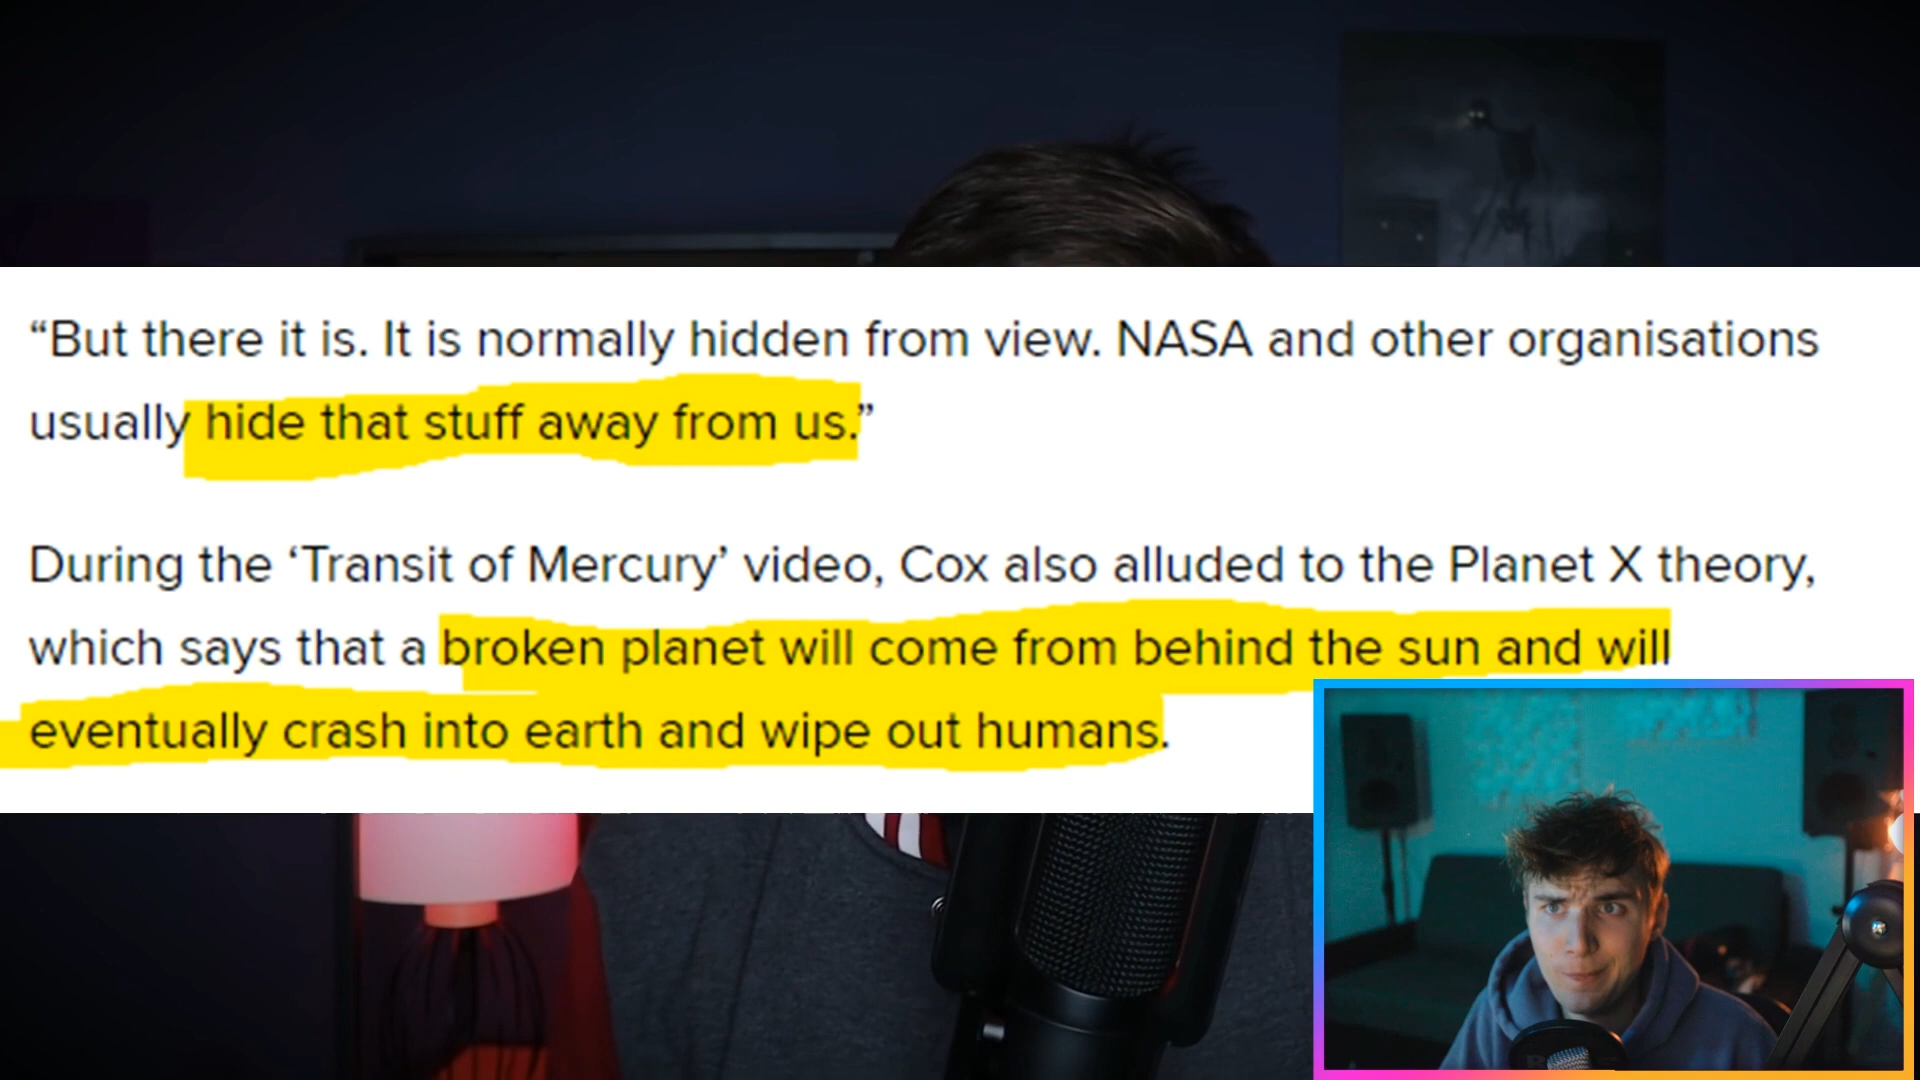 “But there it is. It is normally hidden from view. NASA and other organisations
usually hide that stuff away from us.”
During the ‘Transit of Mercury’ video, Cox also alluded to the Planet X theory,
which says that a broken planet will come from behind the sun and will
eventually crash into earth and wipe out humans.